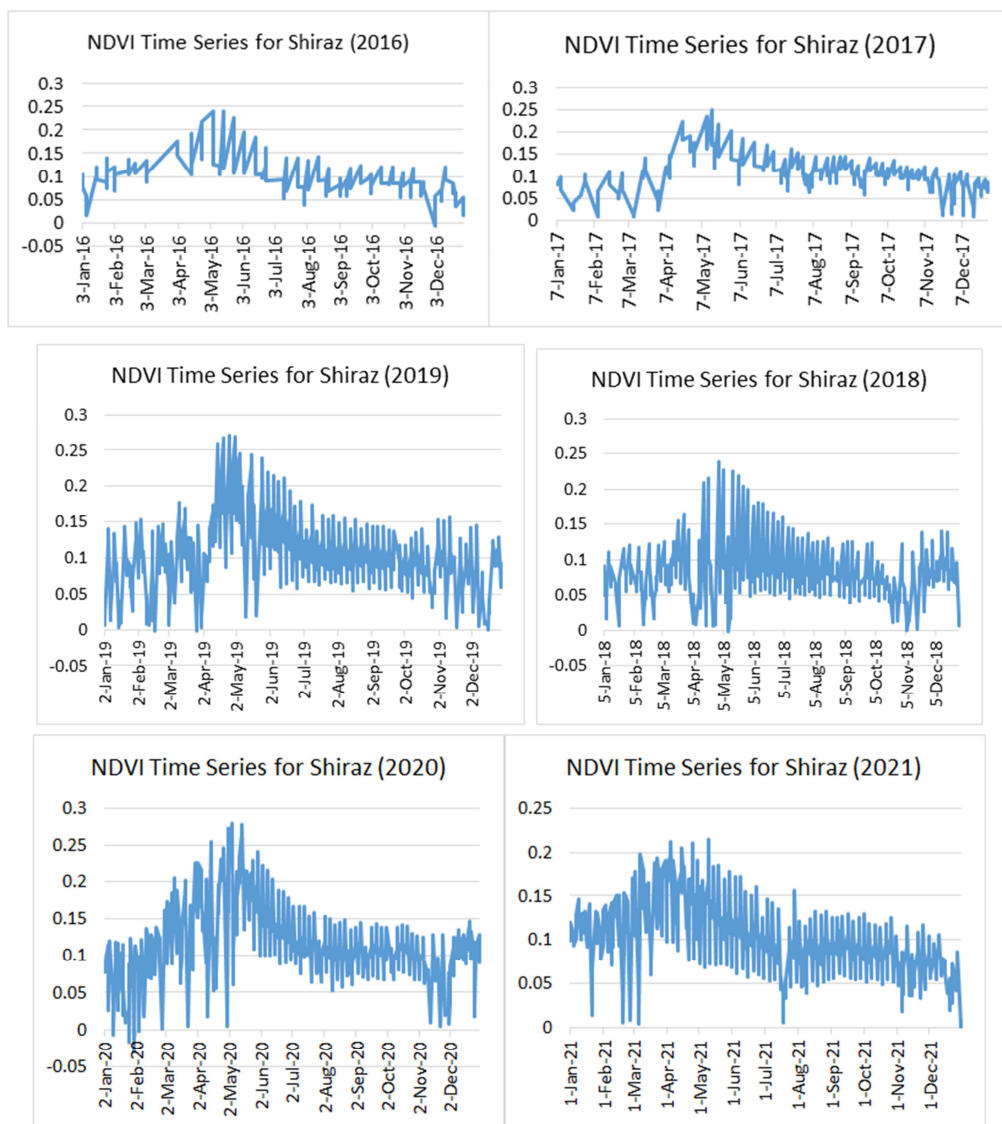 NDVI Time Series for Shiraz (2016)
0.3
0.25
0.2
0.15
0.1
0.05
0
-0.05
3-Jan-16
3-Feb-16
3-Mar-16
3-Apr-16
3-May-16
3-Jun-16
3-Jul-16
3-Aug-16
3-Sep-16
3-Oct-16
3-Nov-16
3-Dec-16
NDVI Time Series for Shiraz (2017)
0.3
0.25
0.2
0.15
0.1
0.05
0
7-Jan-17
7-Feb-17
7-Mar-17
7-Apr-17
7-May-17
7-Jun-17
7-Jul-17
7-Aug-17
7-Sep-17
7-Oct-17
7-Nov-17
7-Dec-17
NDVI Time Series for Shiraz (2019)
0.3
0.25
0.2
0.15
0.1
0.05
0
-0.05
2-Jan-19
2-Feb-19
2-Mar-19
2-Apr-19
2-May-19
2-Jun-19
2-Jul-19
2-Aug-19
2-Sep-19
2-Oct-19
2-Nov-19
2-Dec-19
NDVI Time Series for Shiraz (2018)
0.3
0.25
0.2
0.15
0.1
0.05
0
-0.05
5-Jan-18
5-Feb-18
5-Mar-18
5-Apr-18
5-May-18
5-Jun-18
5-Jul-18
5-Aug-18
5-Sep-18
5-Oct-18
5-Nov-18
5-Dec-18
NDVI Time Series for Shiraz (2020)
0.3
0.25
0.2
0.15
0.1
0.05
0
-0.05
2-Jan-20
2-Feb-20
2-Mar-20
2-Apr-20
2-May-20
2-Jun-20
2-Jul-20
2-Aug-20
2-Sep-20
2-Oct-20
2-Nov-20
2-Dec-20
NDVI Time Series for Shiraz (2021)
0.25
0.2
0.15
0.1
0.05
0
1-Jan-21
1-Feb-21
1-Mar-21
1-Apr-21
1-May-21
1-Jun-21
1-Jul-21
1-Aug-21
1-Sep-21
1-Oct-21
1-Nov-21
1-Dec-21